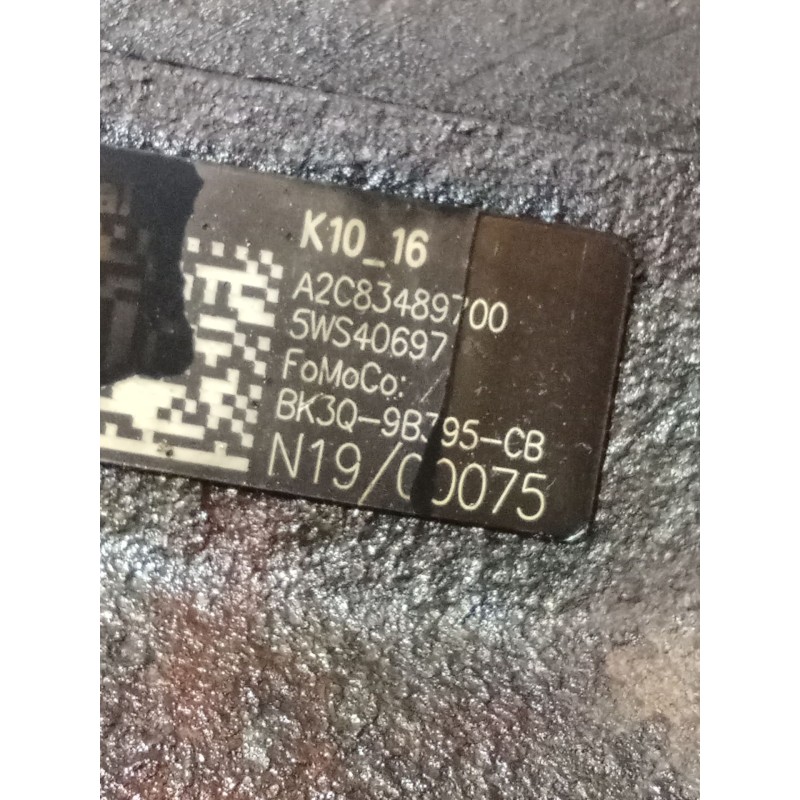 K10_16
A2C83489700
5WS40697
FoMoCo:
BK3Q-9B395-CB
N19/00075